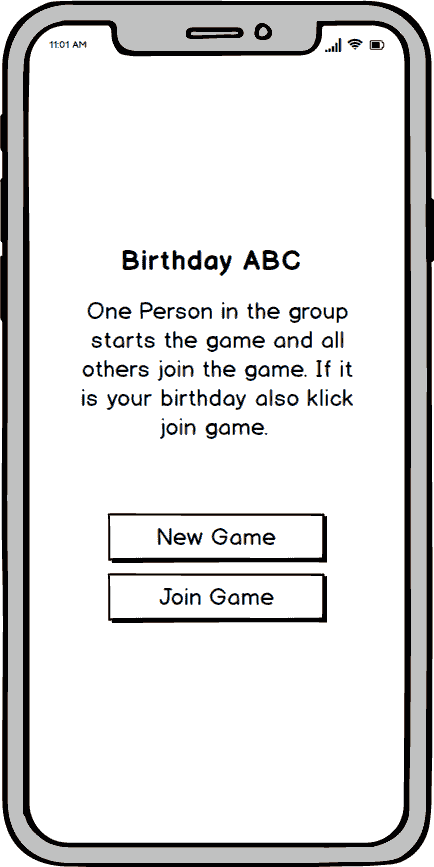 11:01 AM
Birthday ABC
One Person in the group
starts the game and all
others join the game. If it
is your birthday also klick
join game.
New Game
Join Game